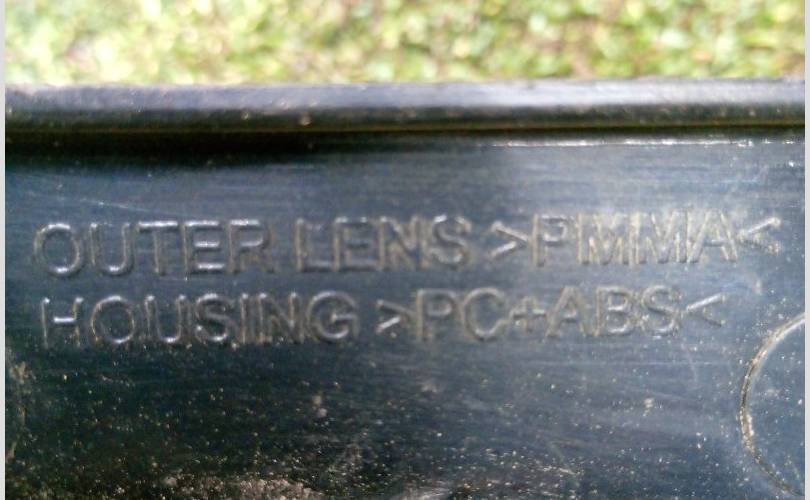 OUTER LENS >PMMA<
HOUSING >PC+ABS<